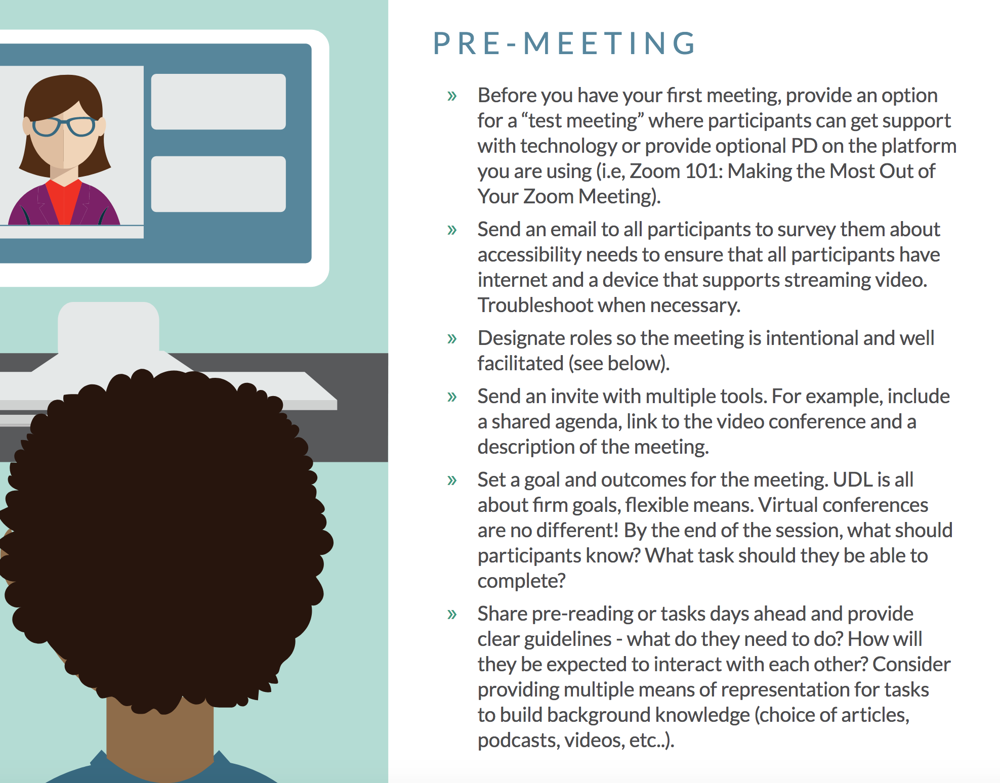 PRE-MEETING
» Before you have your first meeting, provide an option
for a “test meeting” where participants can get support
with technology or provide optional PD on the platform
you are using (i.e, Zoom 101: Making the Most Out of
Your Zoom Meeting).
» Send an email to all participants to survey them about
accessibility needs to ensure that all participants have
internet and a device that supports streaming video.
Troubleshoot when necessary.
» Designate roles so the meeting is intentional and well
facilitated (see below).
» Send an invite with multiple tools. For example, include
a shared agenda, link to the video conference and a
description of the meeting.
» Set a goal and outcomes for the meeting. UDL is all
about firm goals, flexible means. Virtual conferences
are no different! By the end of the session, what should
participants know? What task should they be able to
complete?
» Share pre-reading or tasks days ahead and provide
clear guidelines - what do they need to do? How will
they be expected to interact with each other? Consider
providing multiple means of representation for tasks
to build background knowledge (choice of articles,
podcasts, videos, etc..).